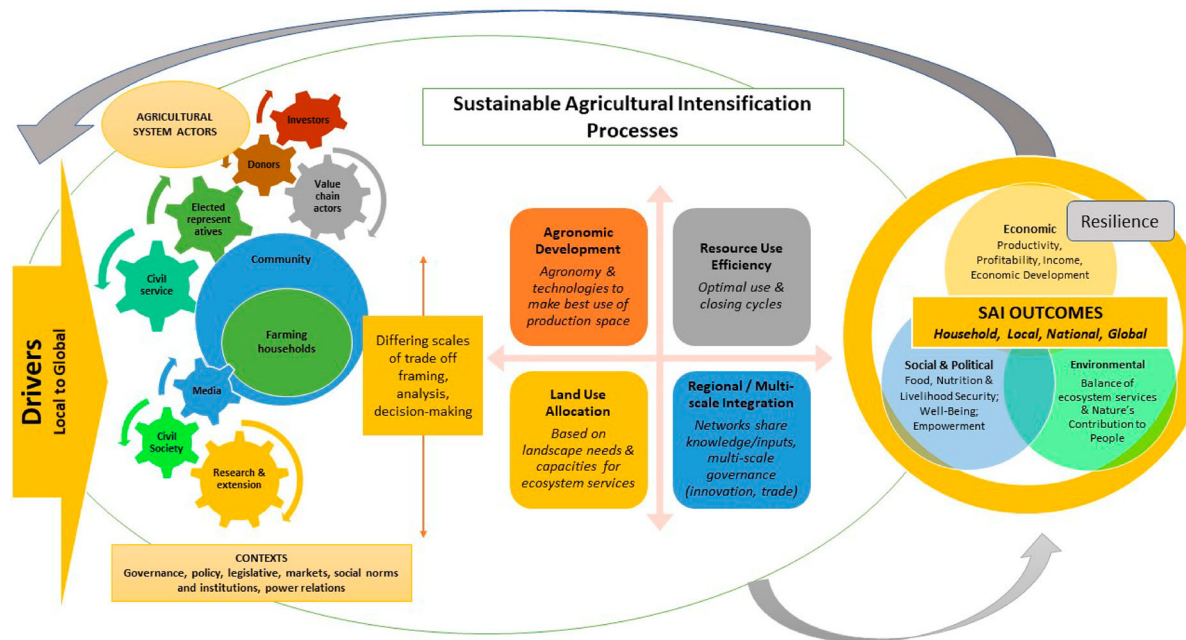 Drivers
Local to Global
AGRICULTURAL
SYSTEM ACTORS
Investors
Donors
Value
chain
actors
Elected
represent
atives
Civil
service
Community
Farming
households
Media
Civil
Society
Research &
extension
CONTEXTS
Governance, policy, legislative, markets, social norms
and institutions, power relations
Differing scales
of trade off
framing,
analysis,
decision-making
Sustainable Agricultural Intensification
Processes
Agronomic
Development
Agronomy &
technologies to
make best use of
production space
Resource Use
Efficiency
Optimal use &
closing cycles
Land Use
Allocation
Based on
landscape needs &
capacities for
ecosystem services
Regional / Multi-
scale Integration
Networks share
knowledge/inputs,
multi-scale
governance
(innovation, trade)
Resilience
Economic
Productivity,
Profitability, Income,
Economic Development
SAI OUTCOMES
Household, Local, National, Global
Social & Political
Food, Nutrition &
Livelihood Security;
Well-Being;
Empowerment
Environmental
Balance of
ecosystem services
& Nature's
Contribution to
People